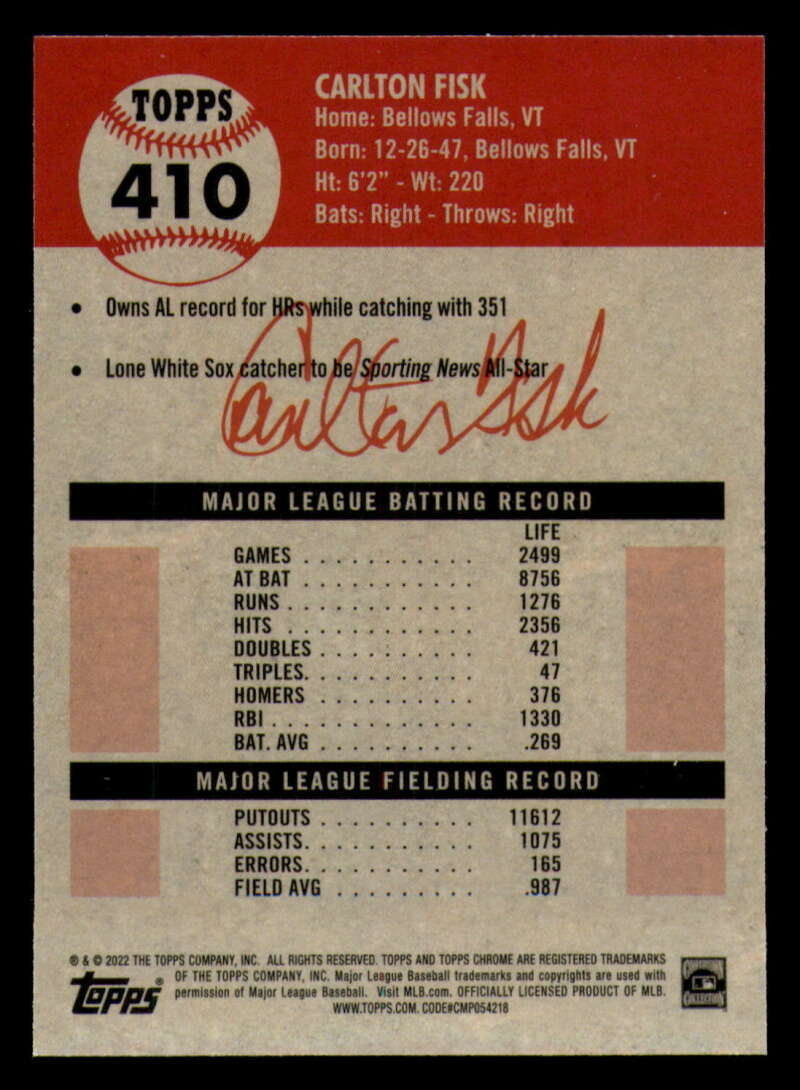 TOPPS
410
CARLTON FISK
Home: Bellows Falls, VT
Born: 12-26-47, Bellows Falls, VT
Ht: 6'2" - Wt: 220
Bats: Right - Throws: Right
• Owns AL record for HRs while catching with 351
• Lone White Sox catcher to be Sporting News All-Star
Carlton Fisk
MAJOR LEAGUE BATTING RECORD
LIFE
GAMES . . . . . . . . . . . 2499
AT BAT . . . . . . . . . . . 8756
RUNS . . . . . . . . . . . . 1276
HITS . . . . . . . . . . . . 2356
DOUBLES . . . . . . . . . . 421
TRIPLES. . . . . . . . . . . 47
HOMERS . . . . . . . . . . 376
RBI . . . . . . . . . . . . . 1330
BAT. AVG . . . . . . . . . . .269
MAJOR LEAGUE FIELDING RECORD
PUTOUTS . . . . . . . . . . 11612
ASSISTS. . . . . . . . . . . 1075
ERRORS. . . . . . . . . . . 165
FIELD AVG . . . . . . . . . .987
® & © 2022 THE TOPPS COMPANY, INC. ALL RIGHTS RESERVED. TOPPS AND TOPPS CHROME ARE REGISTERED TRADEMARKS
OF THE TOPPS COMPANY, INC. Major League Baseball trademarks and copyrights are used with
permission of Major League Baseball. Visit MLB.com. OFFICIALLY LICENSED PRODUCT OF MLB.
WWW.TOPPS.COM. CODE#CMP054218
Topps®
COOPERSTOWN
COLLECTION